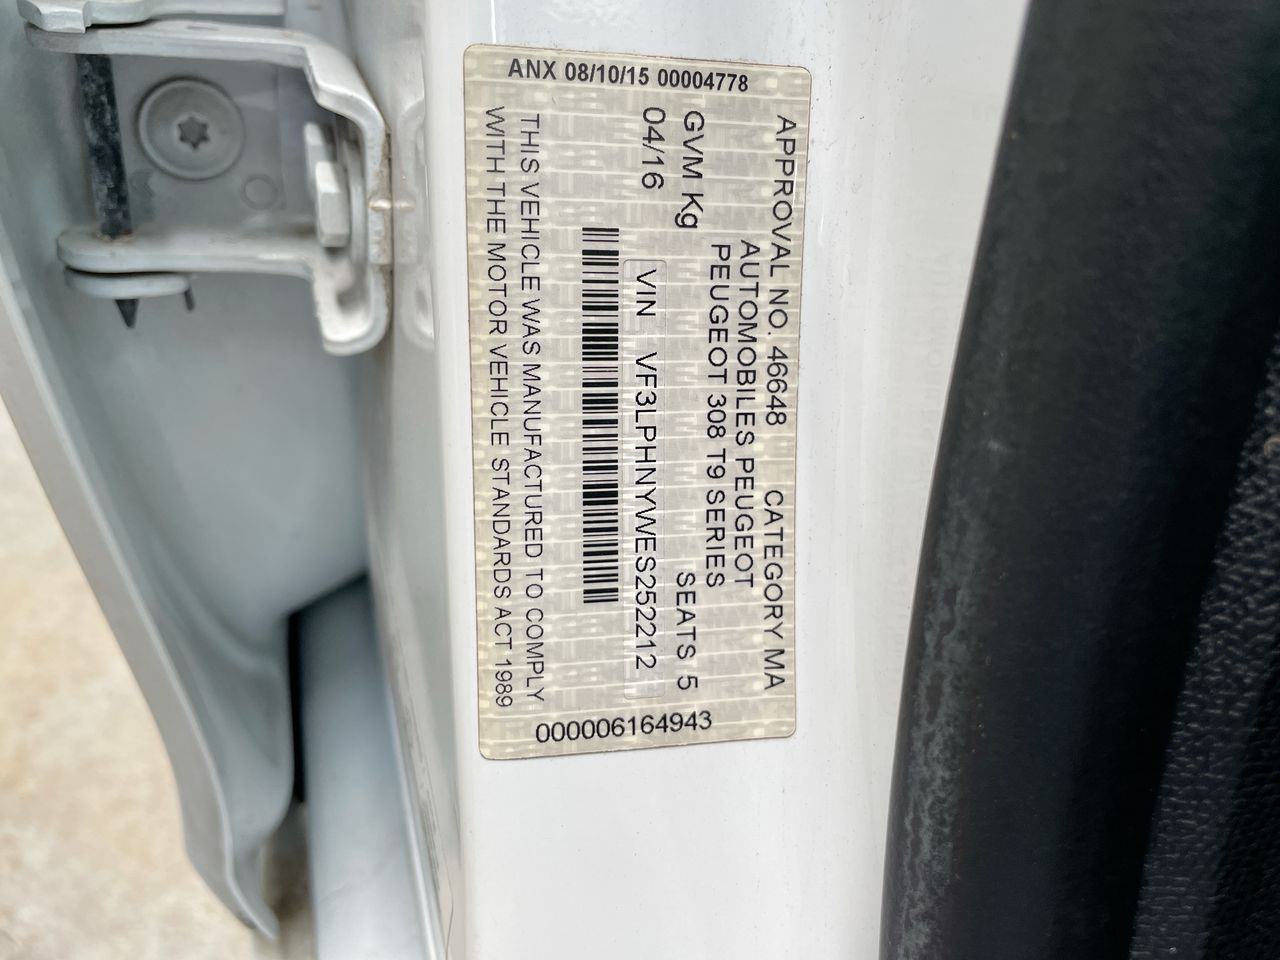 ANX 08/10/15 00004778
APPROVAL NO. 46648 CATEGORY MA
AUTOMOBILES PEUGEOT
PEUGEOT 308 T9 SERIES
GVM Kg SEATS 5
04/16
VIN VF3LPHNYWES252212
THIS VEHICLE WAS MANUFACTURED TO COMPLY
WITH THE MOTOR VEHICLE STANDARDS ACT 1989
000006164943